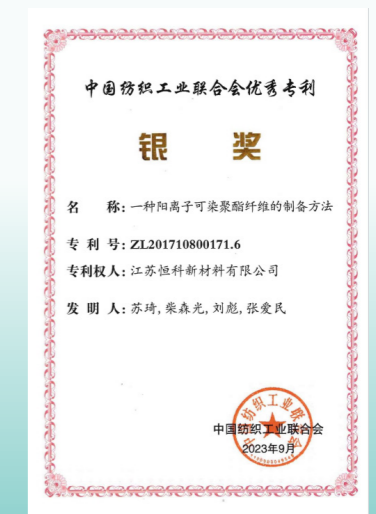 中国纺织工业联合会优秀专利
银 奖
名 称: 一种阳离子可染聚酯纤维的制备方法
专 利 号: ZL201710800171.6
专利权人: 江苏恒科新材料有限公司
发 明 人: 苏琦,柴森光,刘彪,张爱民
中国纺织工业联合会
2023年9月